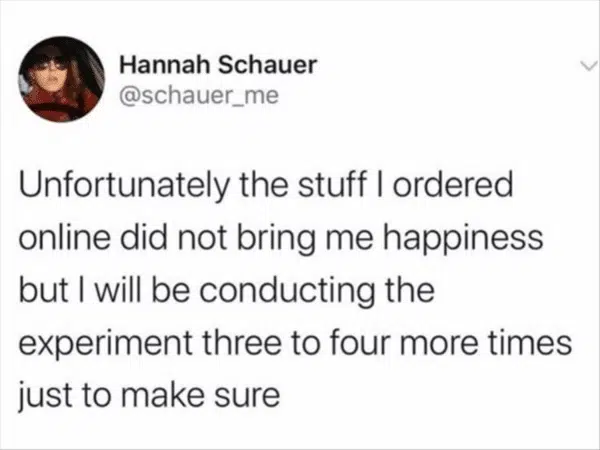 Hannah Schauer
@schauer_me
Unfortunately the stuff I ordered
online did not bring me happiness
but I will be conducting the
experiment three to four more times
just to make sure